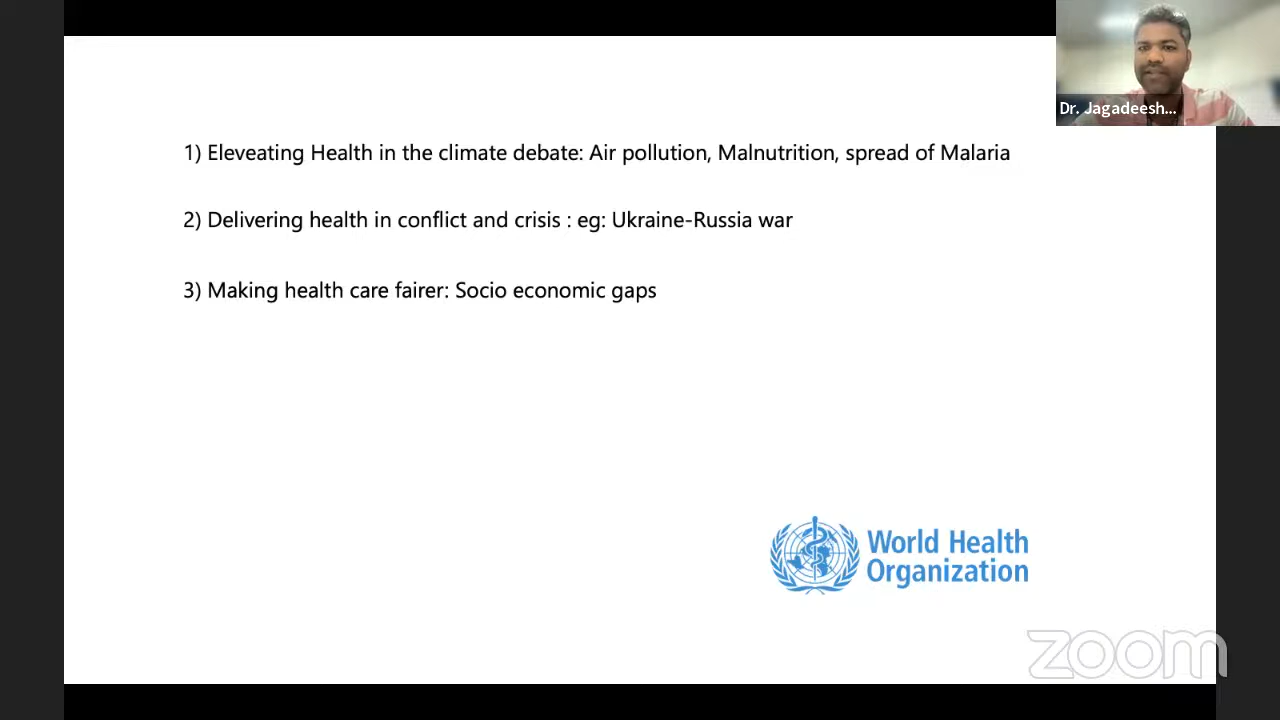 Dr. Jagadeesh...
1) Eleveating Health in the climate debate: Air pollution, Malnutrition, spread of Malaria
2) Delivering health in conflict and crisis : eg: Ukraine-Russia war
3) Making health care fairer: Socio economic gaps
World Health
Organization
zoom